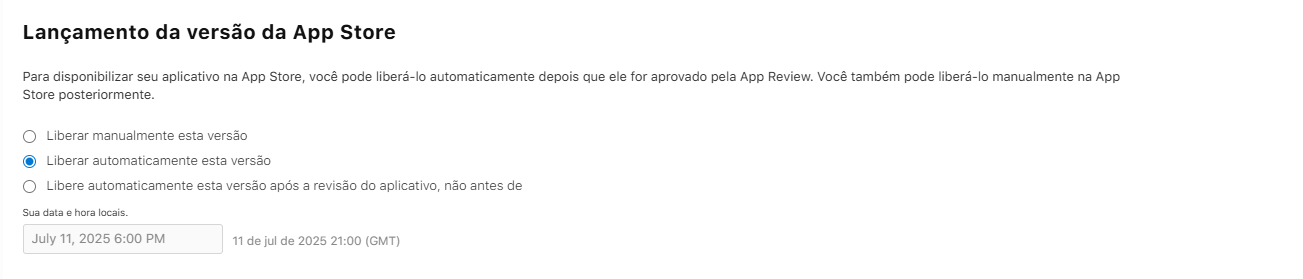 Lançamento da versão da App Store
Para disponibilizar seu aplicativo na App Store, você pode liberá-lo automaticamente depois que ele for aprovado pela App Review. Você também pode liberá-lo manualmente na App
Store posteriormente.
Liberar manualmente esta versão
Liberar automaticamente esta versão
Libere automaticamente esta versão após a revisão do aplicativo, não antes de
Sua data e hora locais.
July 11, 2025 6:00 PM 11 de jul de 2025 21:00 (GMT)